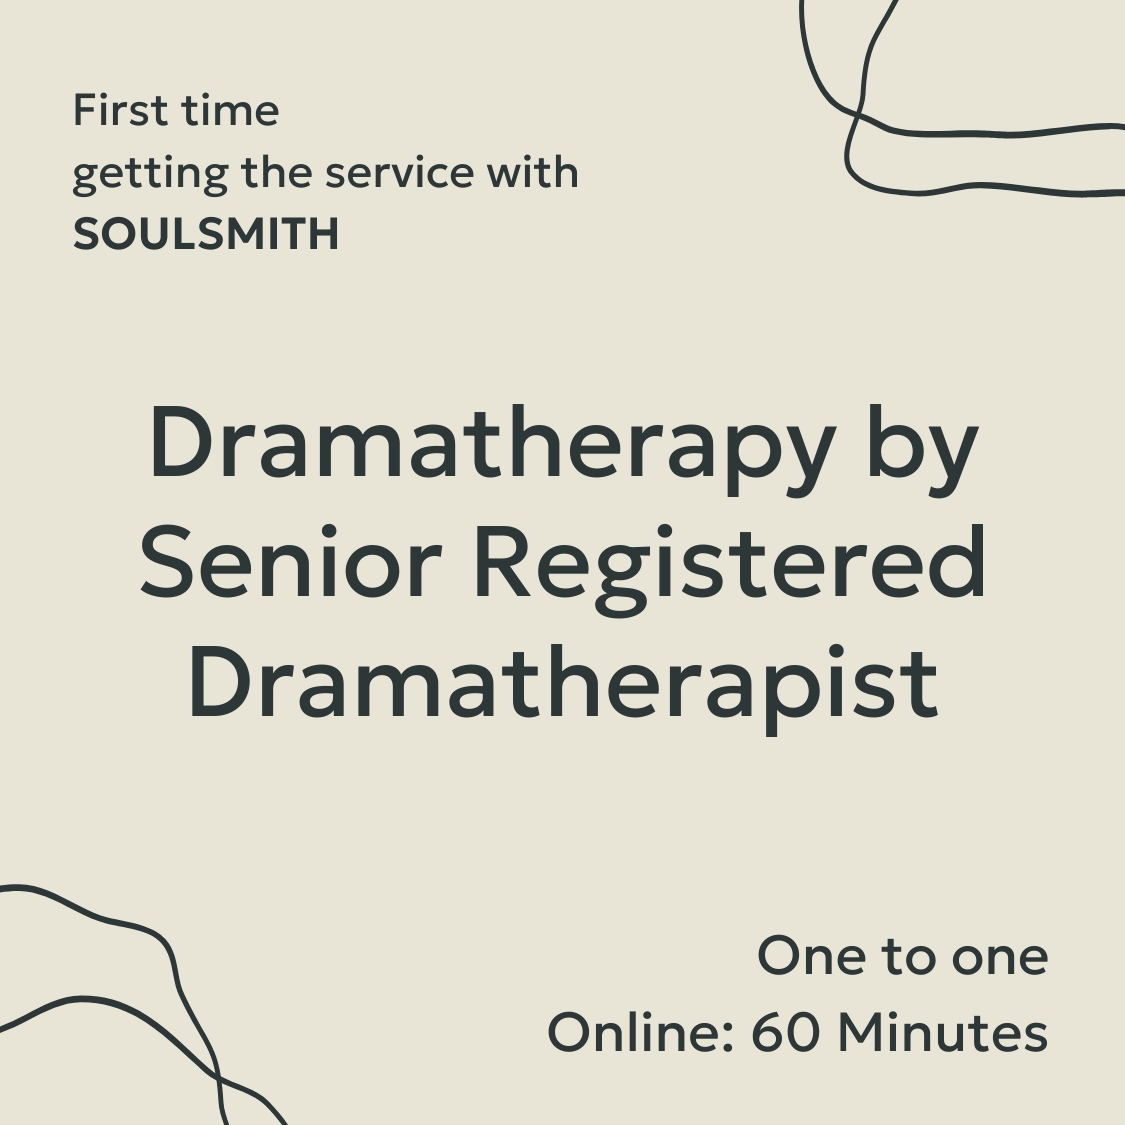 First time
getting the service with
SOULSMITH
Dramatherapy by
Senior Registered
Dramatherapist
One to one
Online: 60 Minutes